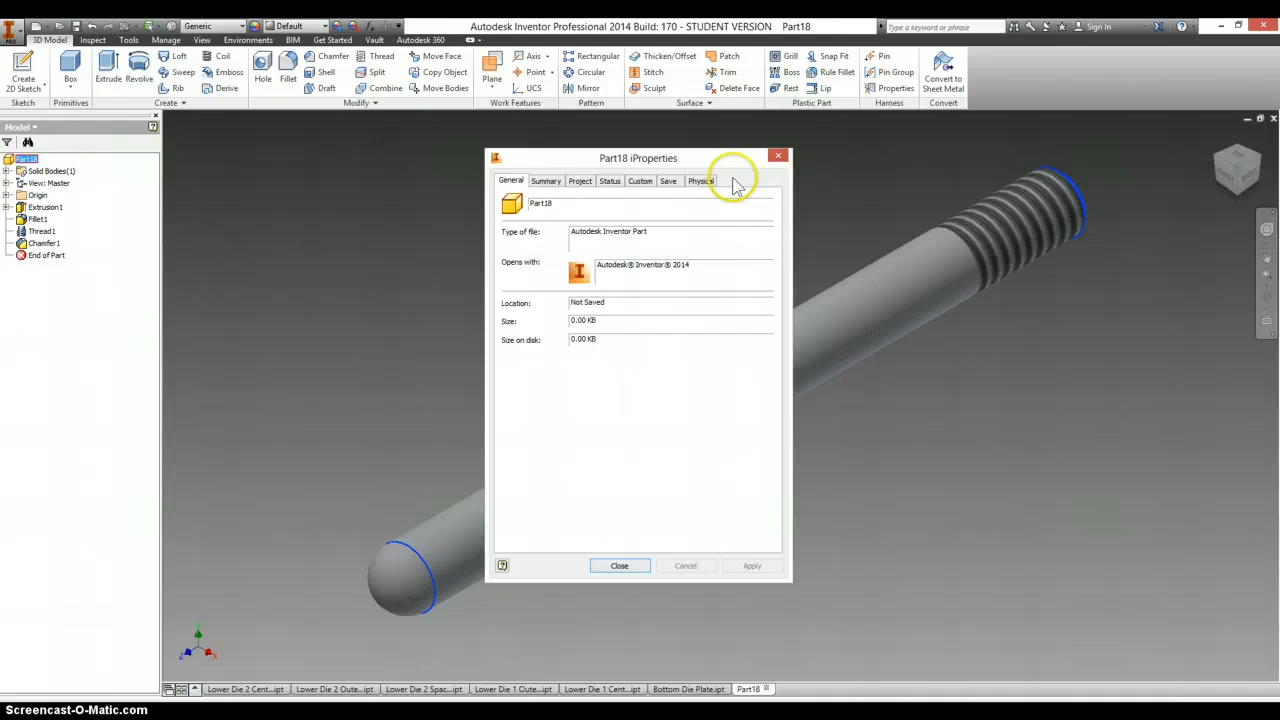 Generic
Default
Autodesk Inventor Professional 2014 Build: 170 - STUDENT VERSION Part18
Type a keyword or phrase
Sign In
PRO
3D Model Inspect Tools Manage View Environments BIM Get Started Vault Autodesk 360
Create
2D Sketch
Box
Extrude
Revolve
Loft
Sweep
Rib
Coil
Emboss
Derive
Hole
Fillet
Chamfer
Shell
Draft
Thread
Split
Combine
Move Face
Copy Object
Move Bodies
Plane
Axis
Point
UCS
Rectangular
Circular
Mirror
Thicken/Offset
Stitch
Sculpt
Patch
Trim
Delete Face
Grill
Boss
Rest
Snap Fit
Rule Fillet
Lip
Pin
Pin Group
Properties
Convert to
Sheet Metal
Sketch Primitives Create Modify Work Features Pattern Surface Plastic Part Harness Convert
Model
Part18
Solid Bodies(1)
View: Master
Origin
Extrusion1
Fillet1
Thread1
Chamfer1
End of Part
Part18 iProperties
General Summary Project Status Custom Save Physical
Part18
Type of file: Autodesk Inventor Part
Opens with: Autodesk® Inventor® 2014
Location: Not Saved
Size: 0.00 KB
Size on disk: 0.00 KB
Close Cancel Apply
Z X
Lower Die 2 Cent...ipt Lower Die 2 Oute...ipt Lower Die 2 Spac...ipt Lower Die 1 Oute...ipt Lower Die 1 Cent...ipt Bottom Die Plate.ipt Part18
Screencast-O-Matic.com